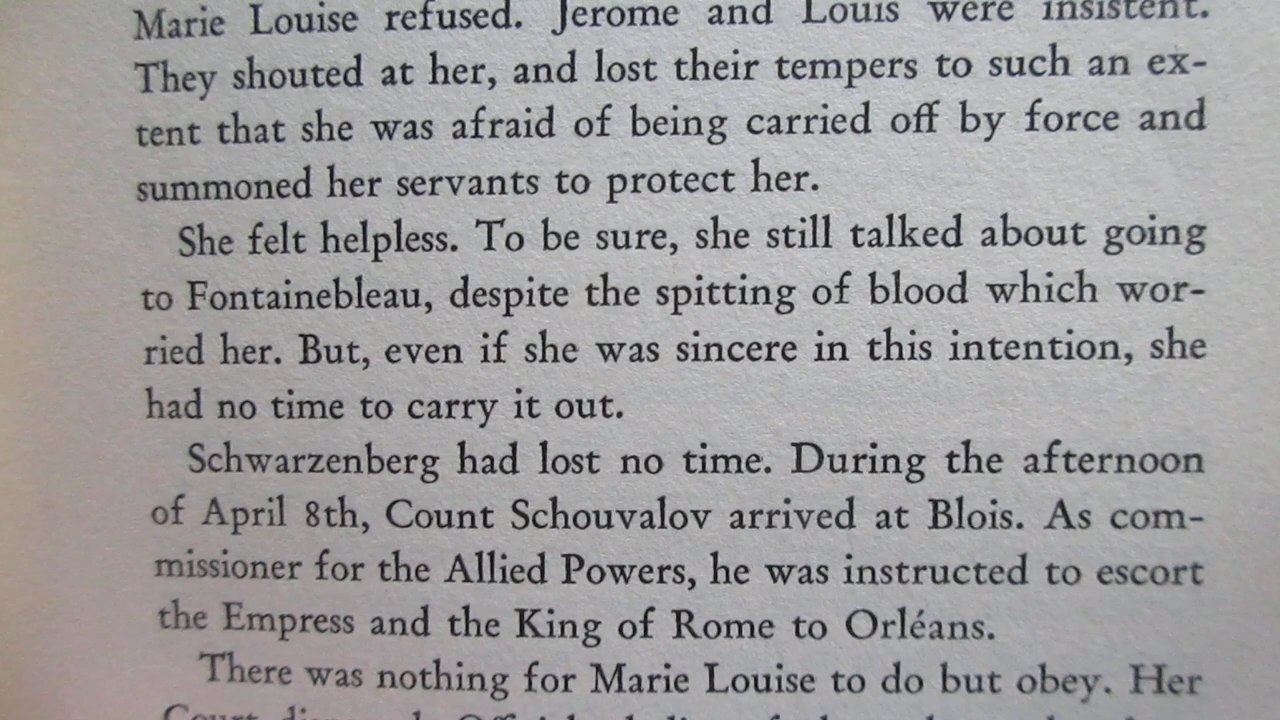 Marie Louise refused. Jerome and Louis were insistent.
They shouted at her, and lost their tempers to such an ex-
tent that she was afraid of being carried off by force and
summoned her servants to protect her.
She felt helpless. To be sure, she still talked about going
to Fontainebleau, despite the spitting of blood which wor-
ried her. But, even if she was sincere in this intention, she
had no time to carry it out.
Schwarzenberg had lost no time. During the afternoon
of April 8th, Count Schouvalov arrived at Blois. As com-
missioner for the Allied Powers, he was instructed to escort
the Empress and the King of Rome to Orléans.
There was nothing for Marie Louise to do but obey. Her
Court